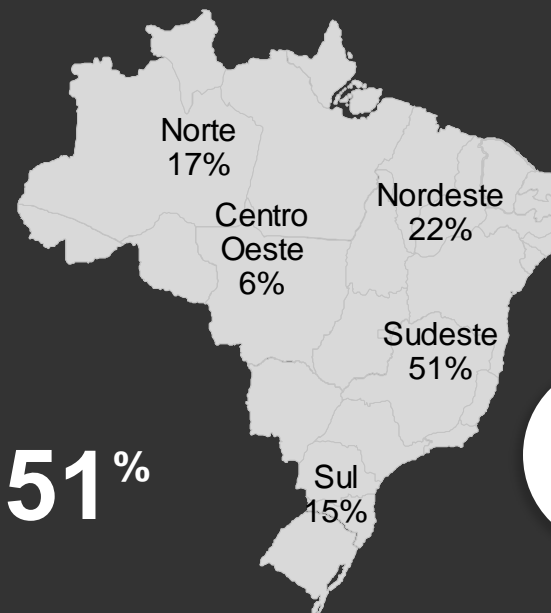 Norte
17%
Nordeste
22%
Centro
Oeste
6%
Sudeste
51%
51%
Sul
15%